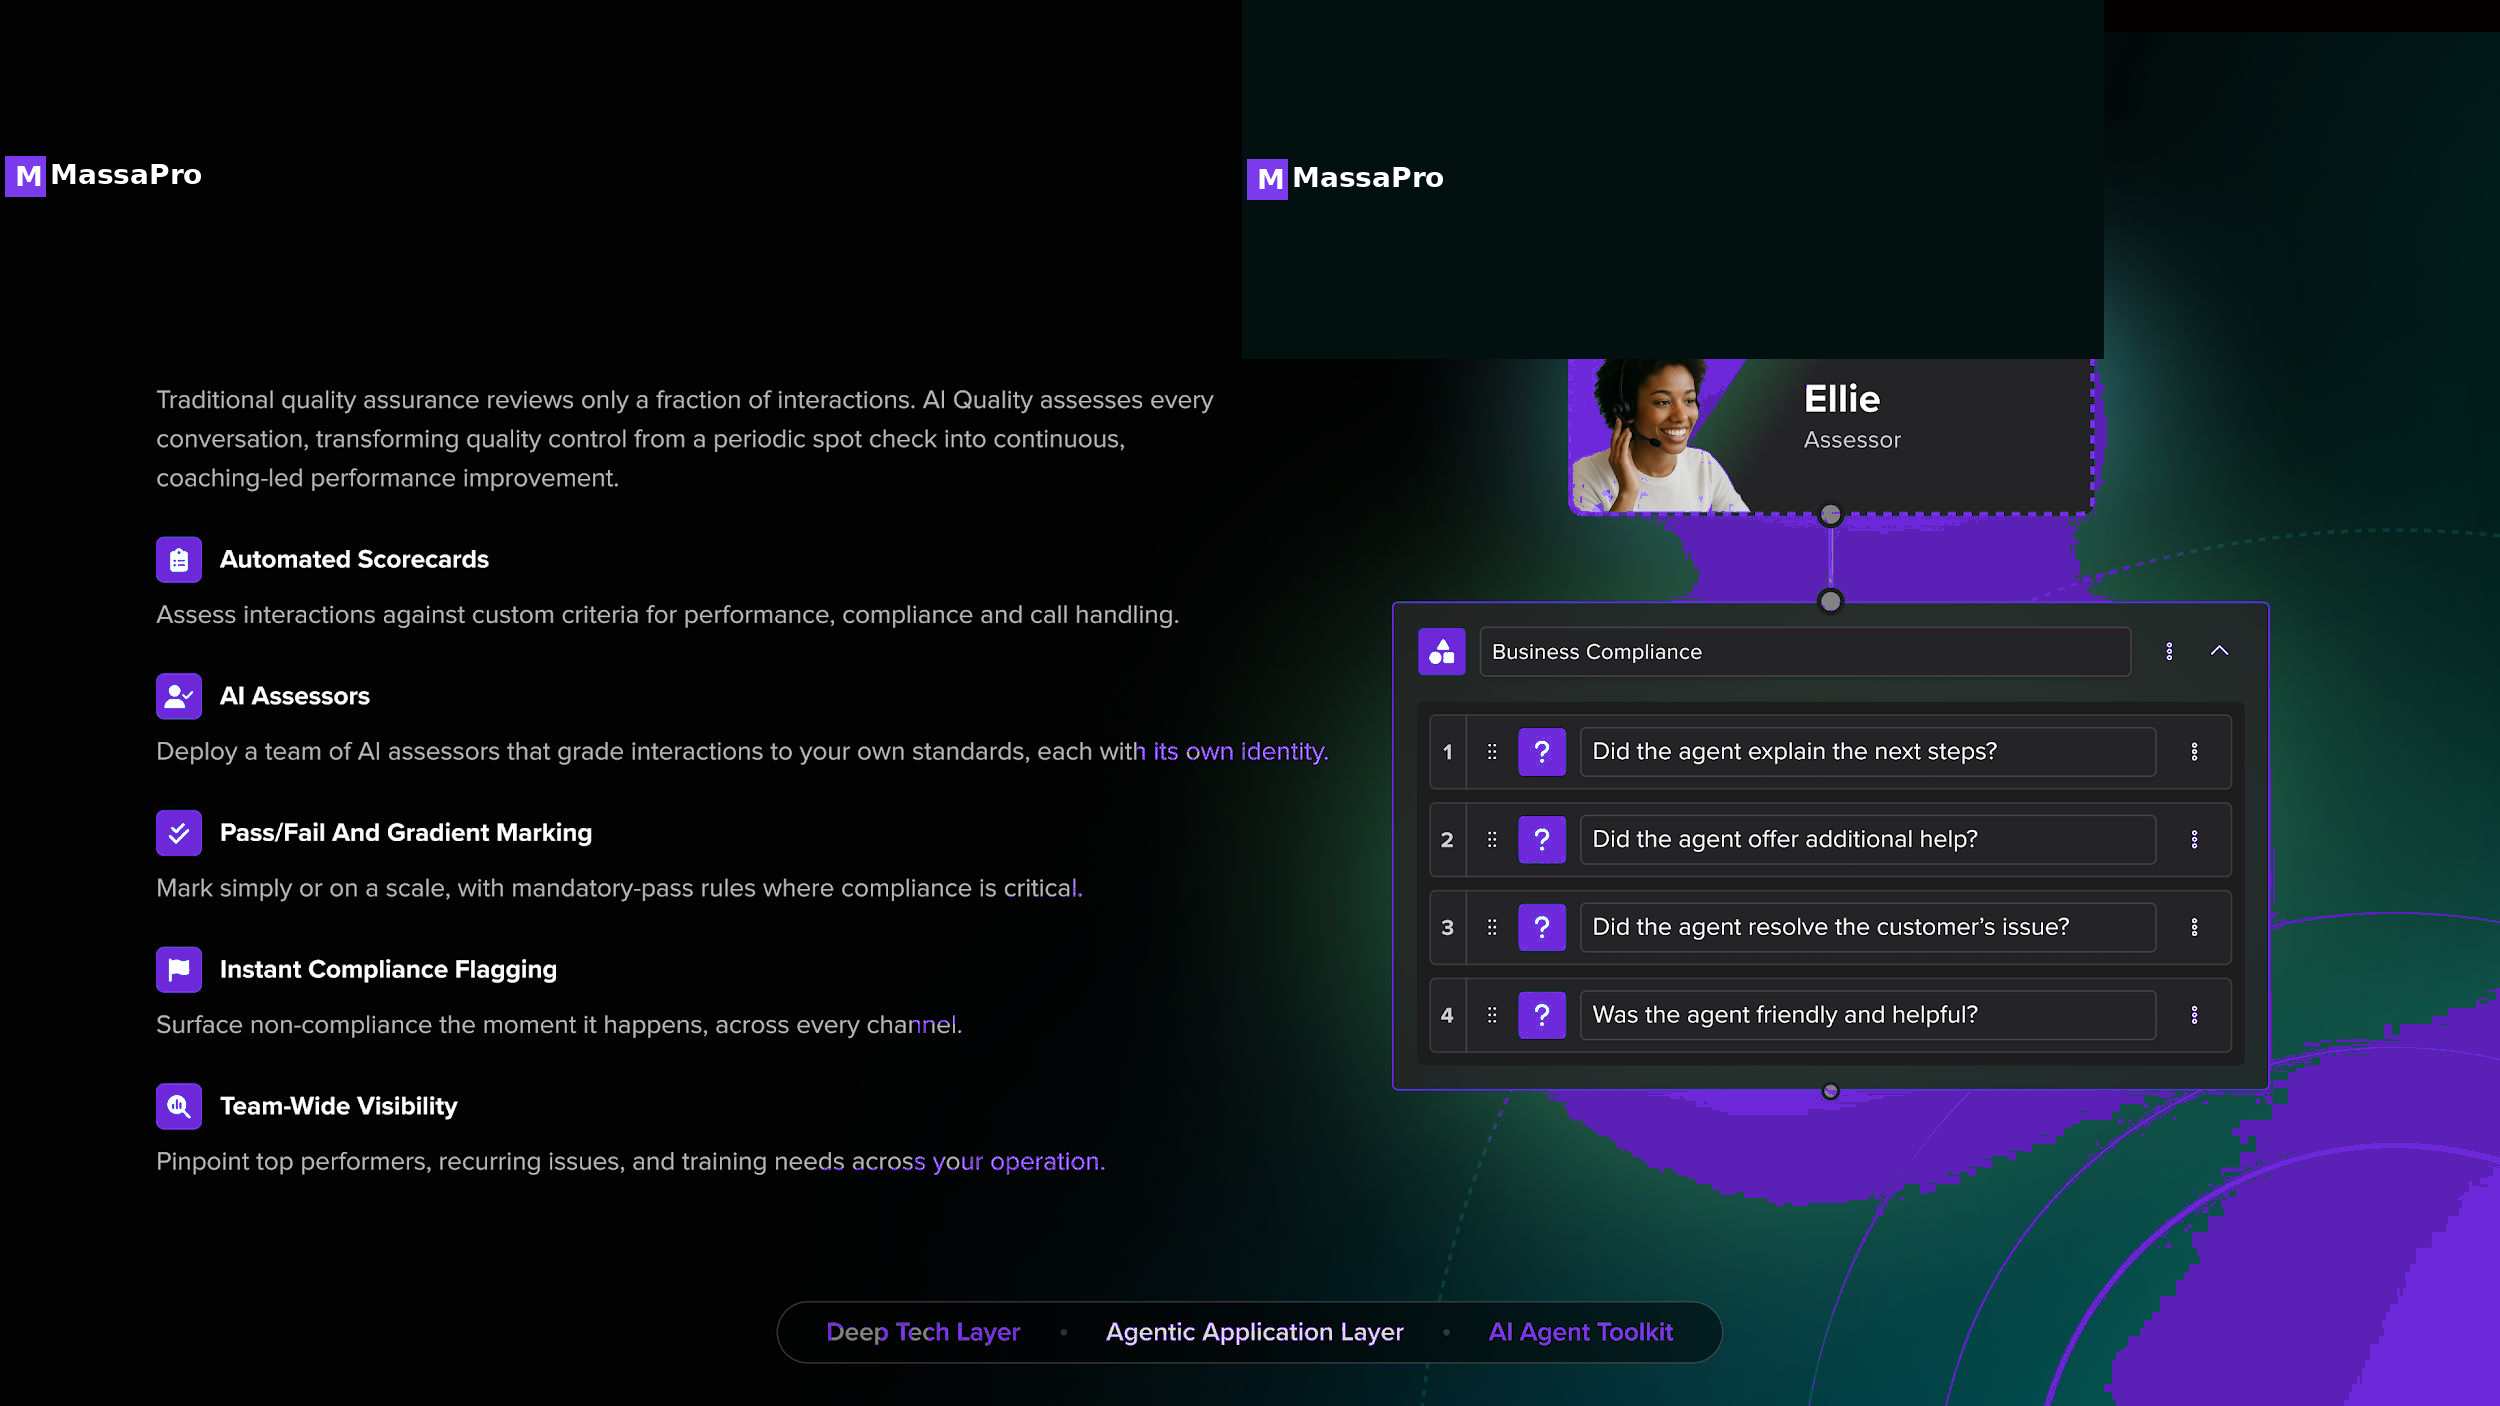 M MassaPro
M MassaPro
Traditional quality assurance reviews only a fraction of interactions. AI Quality assesses every
conversation, transforming quality control from a periodic spot check into continuous,
coaching-led performance improvement.
Automated Scorecards
Assess interactions against custom criteria for performance, compliance and call handling.
AI Assessors
Deploy a team of AI assessors that grade interactions to your own standards, each with its own identity.
Pass/Fail And Gradient Marking
Mark simply or on a scale, with mandatory-pass rules where compliance is critical.
Instant Compliance Flagging
Surface non-compliance the moment it happens, across every channel.
Team-Wide Visibility
Pinpoint top performers, recurring issues, and training needs across your operation.
Ellie
Assessor
Business Compliance
1 ? Did the agent explain the next steps?
2 ? Did the agent offer additional help?
3 ? Did the agent resolve the customer’s issue?
4 ? Was the agent friendly and helpful?
Deep Tech Layer • Agentic Application Layer • AI Agent Toolkit